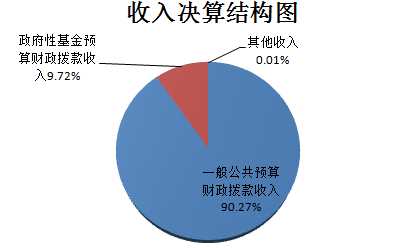 收入决算结构图
政府性基金预
算财政拨款收
入9.72%
其他收入
0.01%
一般公共预算
财政拨款收入
90.27%